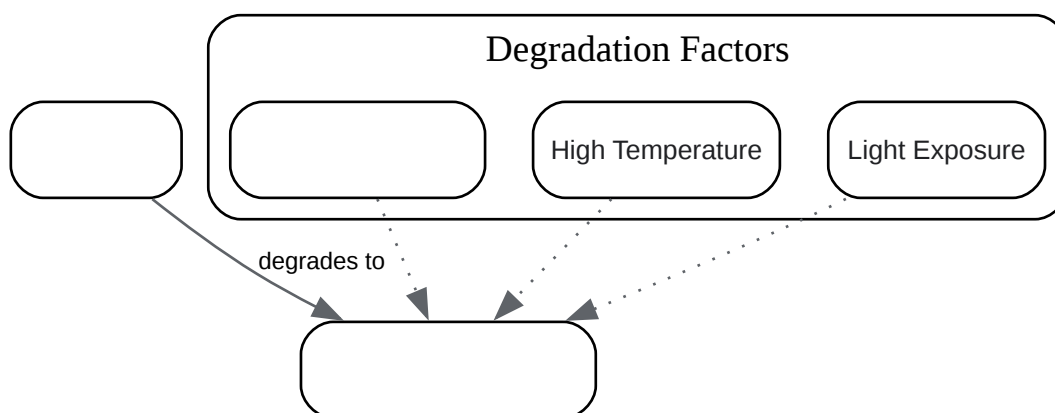 Degradation Factors
High Temperature
Light Exposure
degrades to